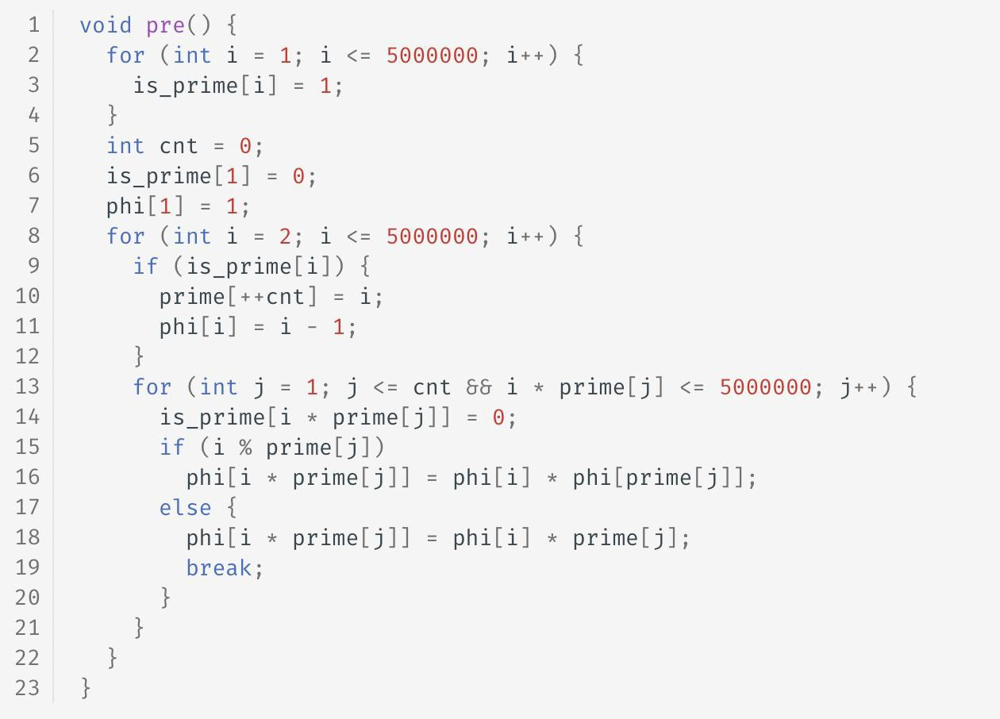 1 void pre() {
2   for (int i = 1; i <= 5000000; i++) {
3     is_prime[i] = 1;
4   }
5   int cnt = 0;
6   is_prime[1] = 0;
7   phi[1] = 1;
8   for (int i = 2; i <= 5000000; i++) {
9     if (is_prime[i]) {
10       prime[++cnt] = i;
11       phi[i] = i - 1;
12     }
13     for (int j = 1; j <= cnt && i * prime[j] <= 5000000; j++) {
14       is_prime[i * prime[j]] = 0;
15       if (i % prime[j])
16         phi[i * prime[j]] = phi[i] * phi[prime[j]];
17       else {
18         phi[i * prime[j]] = phi[i] * prime[j];
19         break;
20       }
21     }
22   }
23 }